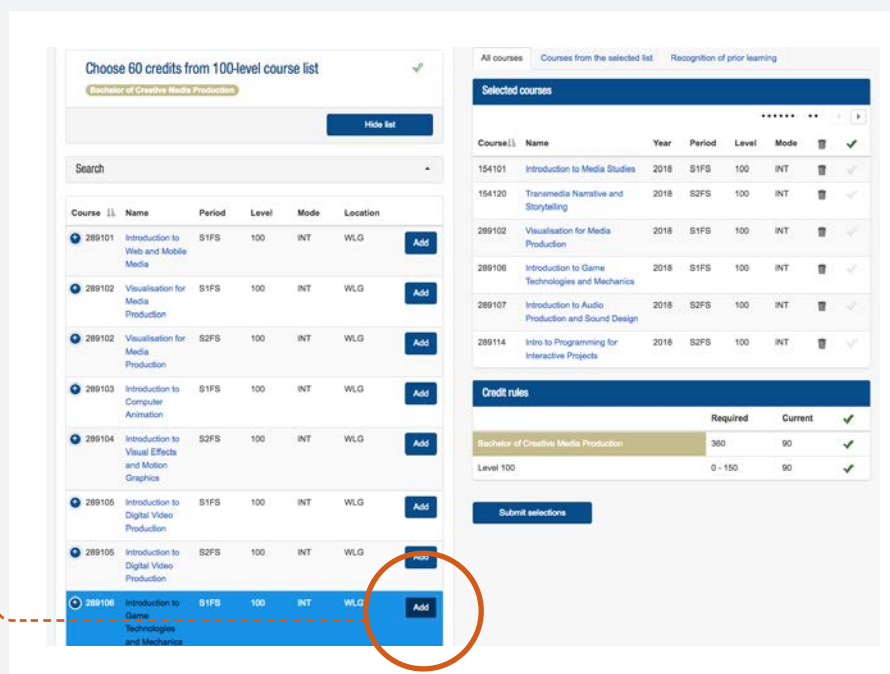 Choose 60 credits from 100-level course list
Bachelor of Creative Media Production
Hide list
Search
Course Name Period Level Mode Location
289101 Introduction to S1FS 100 INT WLG Add
Web and Mobile
Media
289102 Visualisation for S1FS 100 INT WLG Add
Media
Production
289102 Visualisation for S2FS 100 INT WLG Add
Media
Production
289103 Introduction to S1FS 100 INT WLG Add
Computer
Animation
289104 Introduction to S2FS 100 INT WLG Add
Visual Effects
and Motion
Graphics
289105 Introduction to S1FS 100 INT WLG Add
Digital Video
Production
289105 Introduction to S2FS 100 INT WLG Add
Digital Video
Production
289106 Introduction to S1FS 100 INT WLG Add
Game
Technologies
and Mechanics
All courses Courses from the selected list Recognition of prior learning
Selected courses
Course Name Year Period Level Mode
154101 Introduction to Media Studies 2018 S1FS 100 INT
154120 Transmedia Narrative and 2018 S2FS 100 INT
Storytelling
289102 Visualisation for Media 2018 S1FS 100 INT
Production
289106 Introduction to Game 2018 S1FS 100 INT
Technologies and Mechanics
289107 Introduction to Audio 2018 S2FS 100 INT
Production and Sound Design
289114 Intro to Programming for 2018 S2FS 100 INT
Interactive Projects
Credit rules
Required Current
Bachelor of Creative Media Production 360 90
Level 100 0 - 150 90
Submit selections